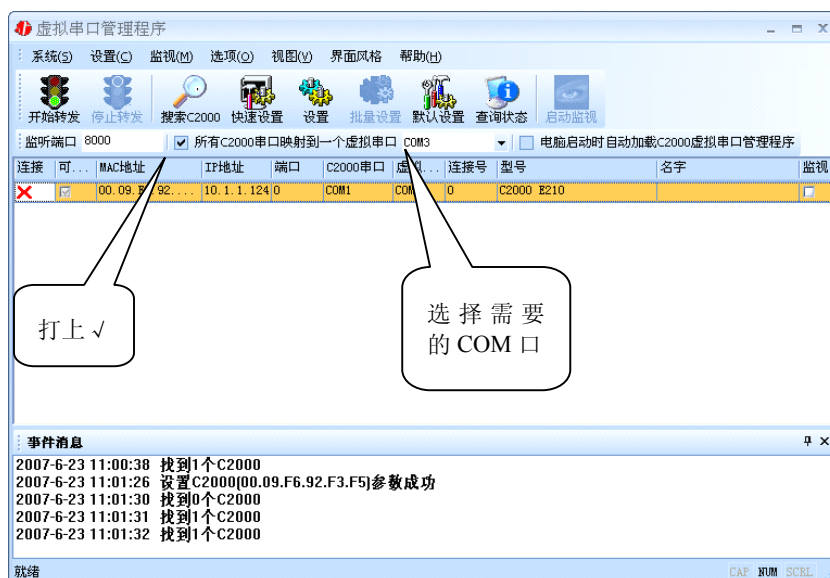 虚拟串口管理程序
系统(S) 设置(C) 监视(M) 选项(O) 视图(V) 界面风格 帮助(H)
开始转发 停止转发 搜索C2000 快速设置 设置 批量设置 默认设置 查询状态 启动监视
监听端口 8000 所有C2000串口映射到一个虚拟串口 COM3 电脑启动时自动加载C2000虚拟串口管理程序
连接 可... MAC地址 IP地址 端口 C2000串口 虚拟... 连接号 型号 名字 监视
00.09. 92.... 10.1.1.124 0 COM1 0 C2000 E210
打上√
选择需要
的 COM 口
事件消息
2007-6-23 11:00:38 找到1个C2000
2007-6-23 11:01:26 设置C2000(00.09.F6.92.F3.F5)参数成功
2007-6-23 11:01:30 找到0个C2000
2007-6-23 11:01:31 找到1个C2000
2007-6-23 11:01:32 找到1个C2000
就绪 CAP NUM SCRL